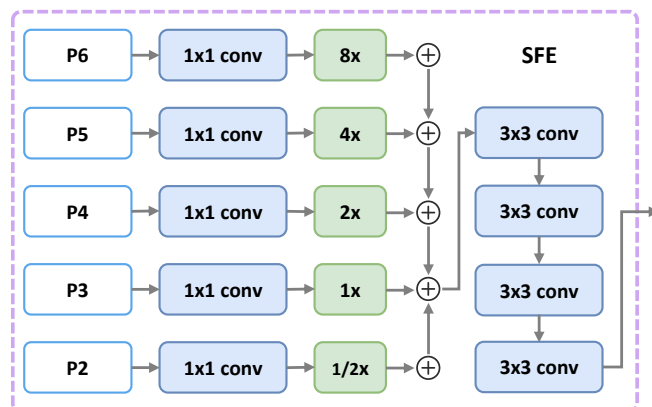 P6 1x1 conv 8x SFE
P5 1x1 conv 4x 3x3 conv
P4 1x1 conv 2x 3x3 conv
P3 1x1 conv 1x 3x3 conv
P2 1x1 conv 1/2x 3x3 conv